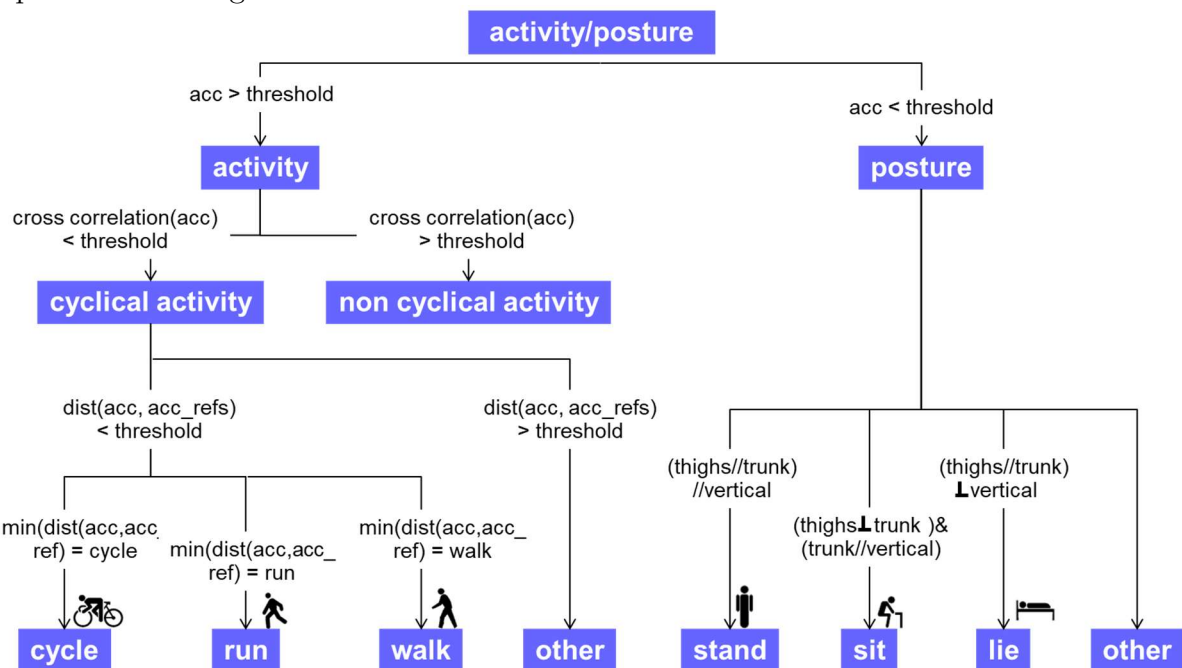 activity/posture
acc > threshold
acc < threshold
activity
posture
cross correlation(acc)
< threshold
cross correlation(acc)
> threshold
cyclical activity
non cyclical activity
dist(acc, acc_refs)
< threshold
dist(acc, acc_refs)
> threshold
(thighs//trunk)
//vertical
(thighs//trunk)
⊥vertical
min(dist(acc,acc_
ref) = cycle
min(dist(acc,acc_
ref) = run
min(dist(acc,acc_
ref) = walk
(thighs⊥trunk )&
(trunk//vertical)
cycle
run
walk
other
stand
sit
lie
other